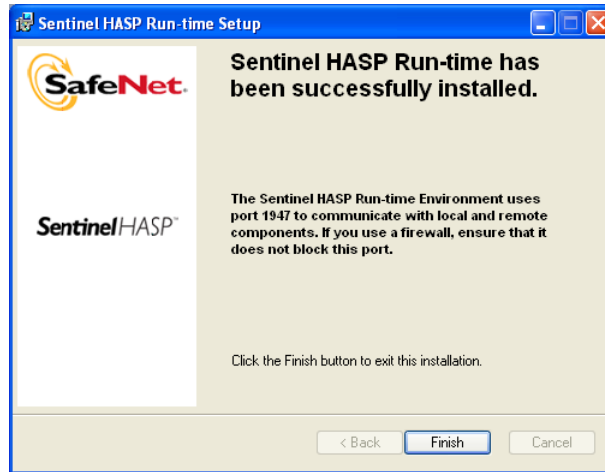 Sentinel HASP Run-time Setup
SafeNet.
Sentinel HASP Run-time has
been successfully installed.
SentinelHASP™
The Sentinel HASP Run-time Environment uses
port 1947 to communicate with local and remote
components. If you use a firewall, ensure that it
does not block this port.
Click the Finish button to exit this installation.
< Back
Finish
Cancel